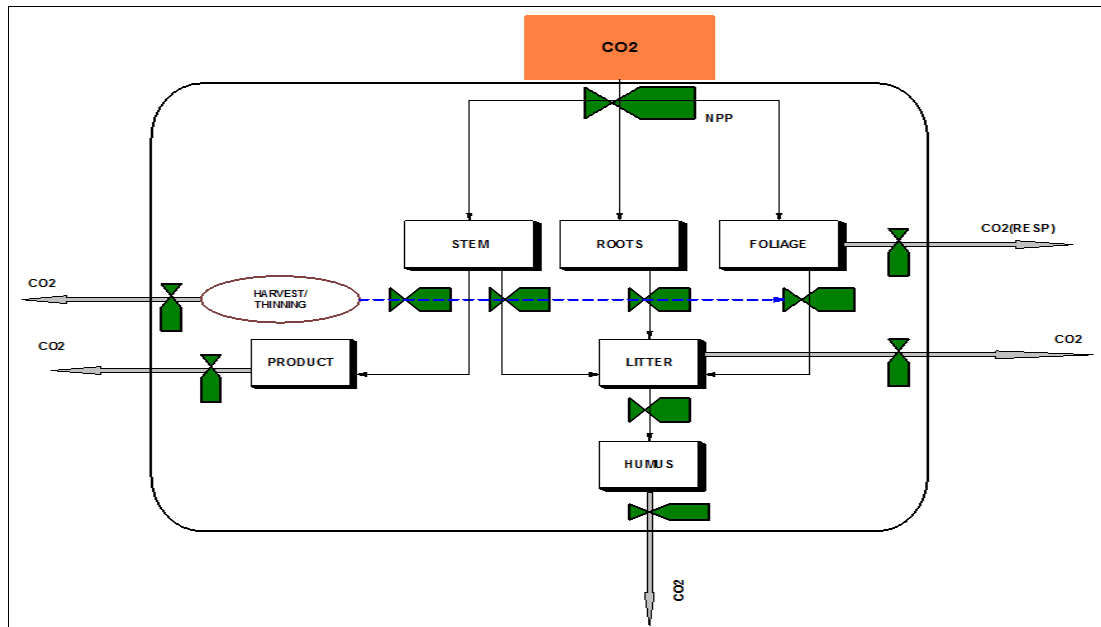 CO2
NPP
STEM
ROOTS
FOLIAGE
CO2(RESP)
CO2
HARVEST/
THINNING
CO2
PRODUCT
LITTER
CO2
HUMUS
CO2